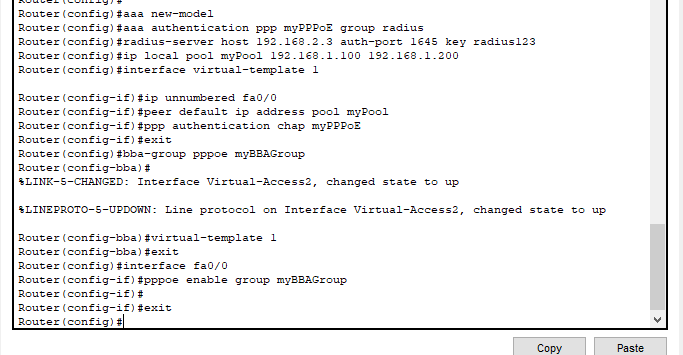 Router(config)#
Router(config)#aaa new-model
Router(config)#aaa authentication ppp myPPPoE group radius
Router(config)#radius-server host 192.168.2.3 auth-port 1645 key radius123
Router(config)#ip local pool myPool 192.168.1.100 192.168.1.200
Router(config)#interface virtual-template 1
Router(config-if)#ip unnumbered fa0/0
Router(config-if)#peer default ip address pool myPool
Router(config-if)#ppp authentication chap myPPPoE
Router(config-if)#exit
Router(config)#bba-group pppoe myBBAGroup
Router(config-bba)#
%LINK-5-CHANGED: Interface Virtual-Access2, changed state to up
%LINEPROTO-5-UPDOWN: Line protocol on Interface Virtual-Access2, changed state to up
Router(config-bba)#virtual-template 1
Router(config-bba)#exit
Router(config)#interface fa0/0
Router(config-if)#pppoe enable group myBBAGroup
Router(config-if)#
Router(config-if)#exit
Router(config)#
Copy
Paste